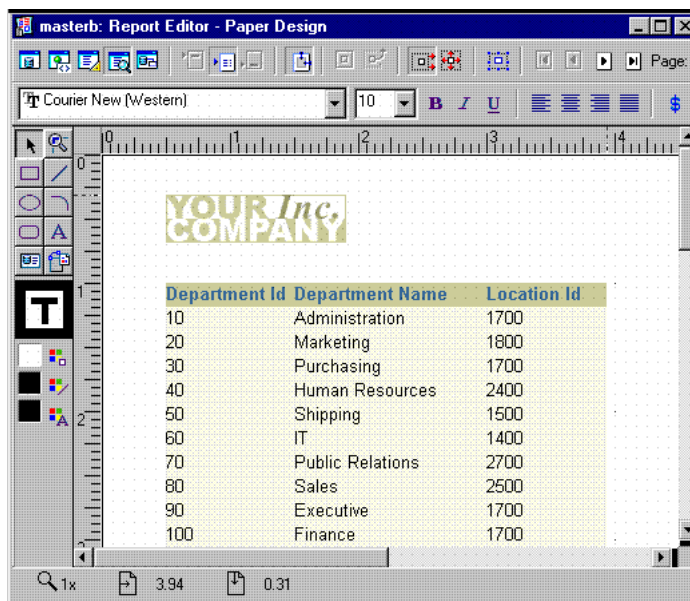 masterb: Report Editor - Paper Design
Page:
Courier New (Western) 10 B I U $
0 1 2 3 4
0
YOUR Inc,
COMPANY
1
Department Id Department Name Location Id
10 Administration 1700
20 Marketing 1800
30 Purchasing 1700
40 Human Resources 2400
50 Shipping 1500
2
60 IT 1400
70 Public Relations 2700
80 Sales 2500
90 Executive 1700
100 Finance 1700
1x 3.94 0.31